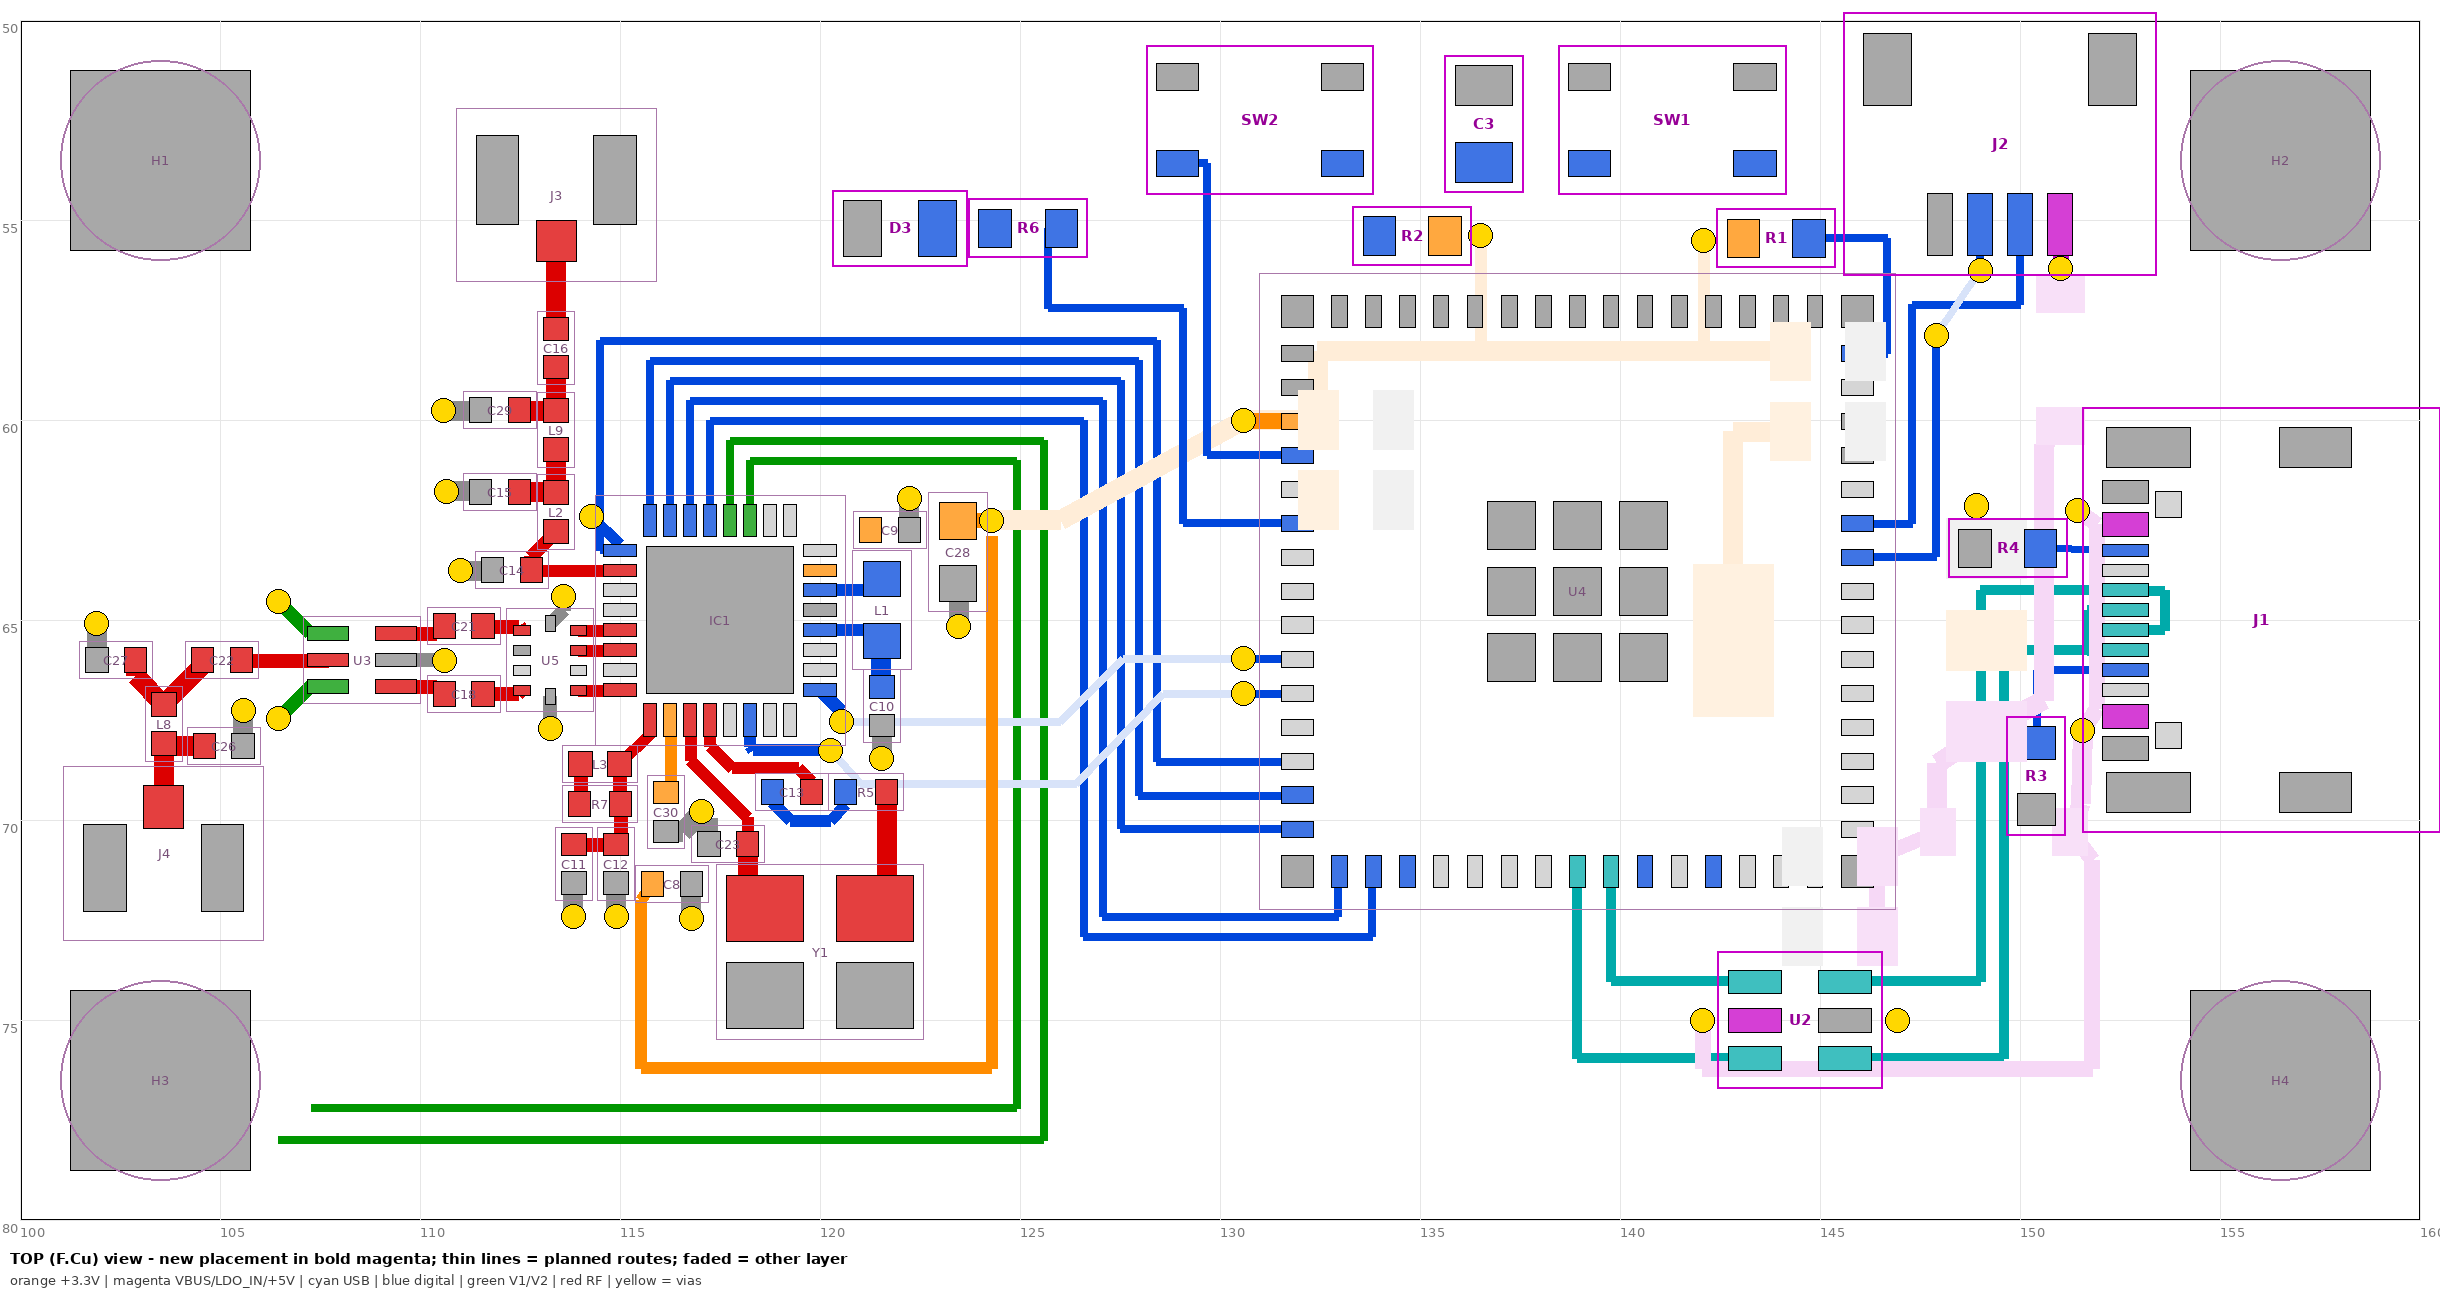 50
SW2
C3
SW1
J2
H1
H2
J3
55
D3
R6
R2
R1
C16
C29
60
L9
C15
L2
C9
C28
R4
C14
L1
U4
IC1
J1
65
C21
C27
C22
U3
U5
C18
C10
L8
C26
L3
R3
C13
R5
R7
C30
70
C23
J4
C11
C12
C8
Y1
75
U2
H3
H4
80
100 105 110 115 120 125 130 135 140 145 150 155 160
TOP (F.Cu) view - new placement in bold magenta; thin lines = planned routes; faded = other layer
orange +3.3V | magenta VBUS/LDO_IN/+5V | cyan USB | blue digital | green V1/V2 | red RF | yellow = vias